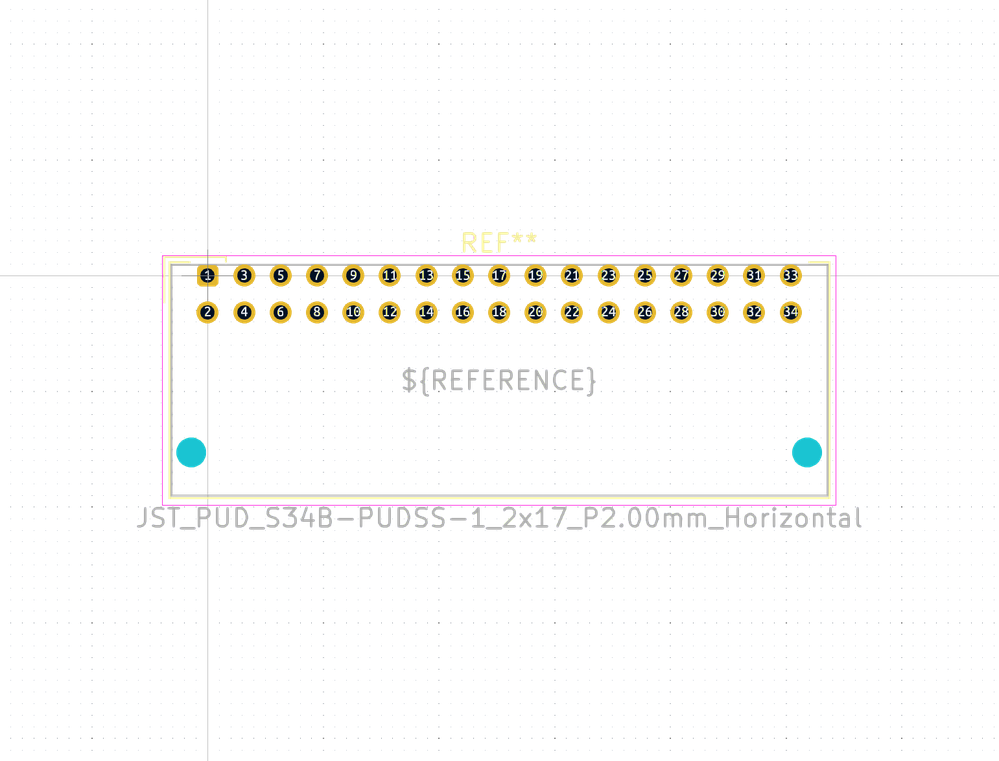 REF**
1 3 5 7 9 11 13 15 17 19 21 23 25 27 29 31 33
2 4 6 8 10 12 14 16 18 20 22 24 26 28 30 32 34
${REFERENCE}
JST_PUD_S34B-PUDSS-1_2x17_P2.00mm_Horizontal